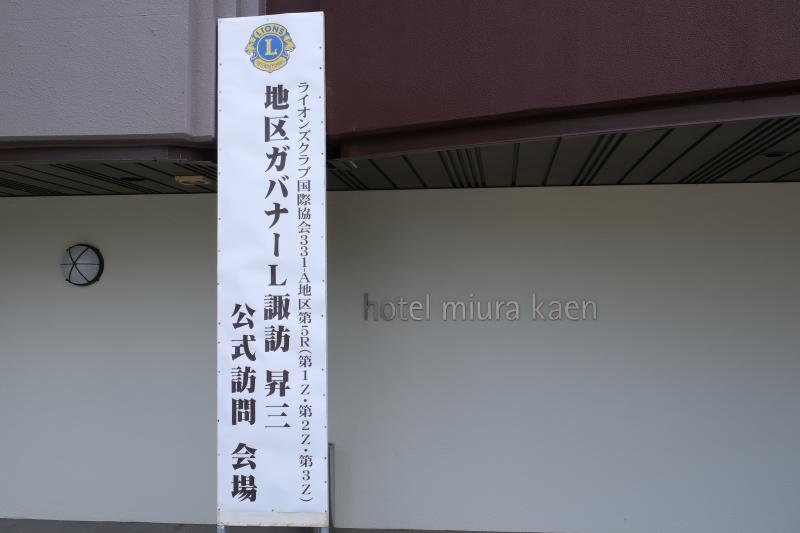 LIONS
L
INTERNATIONAL
ライオンズクラブ国際協会331-A地区第5R(第1Z・第2Z・第3Z)
地区ガバナーL諏訪 昇三
公式訪問 会場
hotel miura kaen